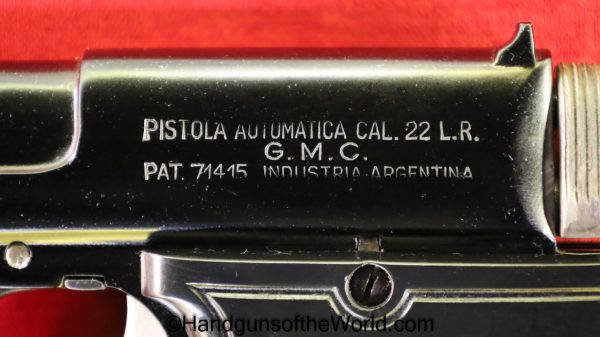 PISTOLA AUTOMATICA CAL. 22 L.R.
G.M.C.
PAT. 71415 INDUSTRIA ARGENTINA
©HandgunsoftheWorld.com